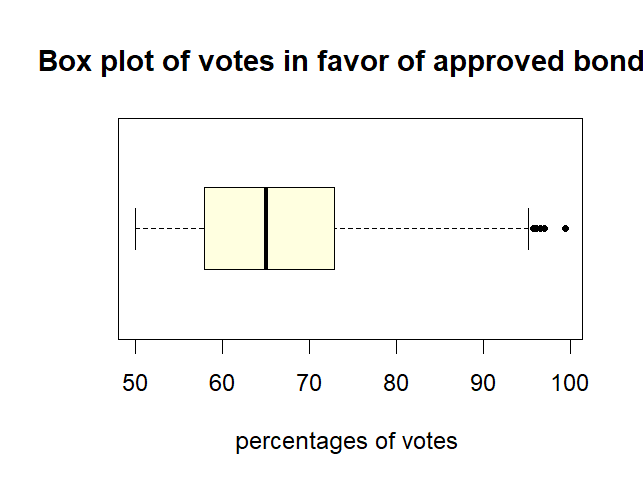 Box plot of votes in favor of approved bond
50 60 70 80 90 100
percentages of votes